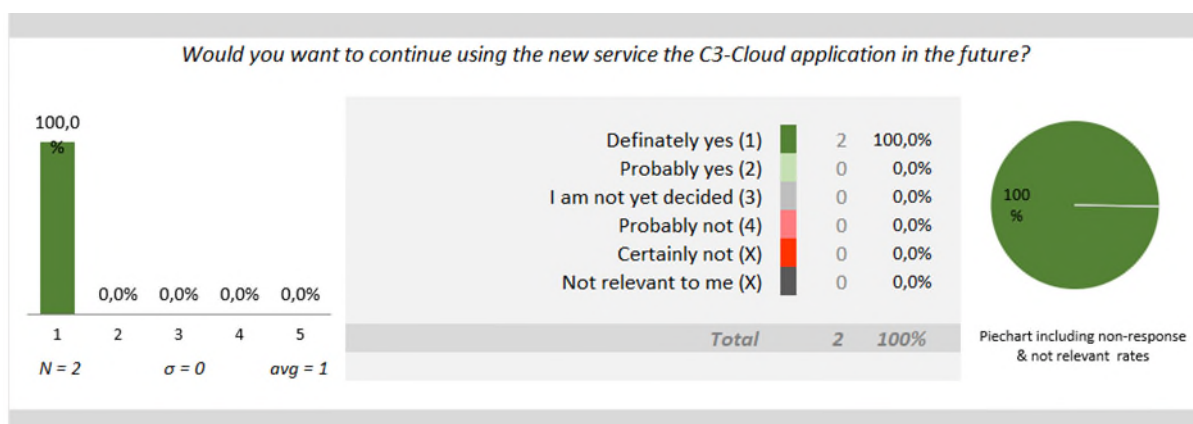 Would you want to continue using the new service the C3-Cloud application in the future?
100,0
%
0,0% 0,0% 0,0% 0,0%
1 2 3 4 5
N = 2 σ = 0 avg = 1
Definately yes (1) 2 100,0%
Probably yes (2) 0 0,0%
I am not yet decided (3) 0 0,0%
Probably not (4) 0 0,0%
Certainly not (X) 0 0,0%
Not relevant to me (X) 0 0,0%
Total 2 100%
100
%
Piechart including non-response
& not relevant rates